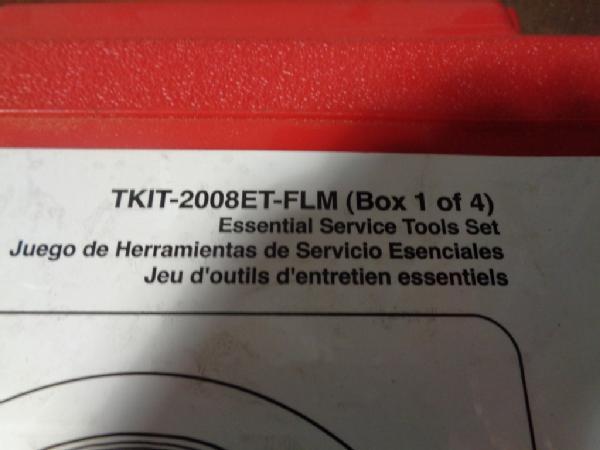 TKIT-2008ET-FLM (Box 1 of 4)
Essential Service Tools Set
Juego de Herramientas de Servicio Esenciales
Jeu d'outils d'entretien essentiels